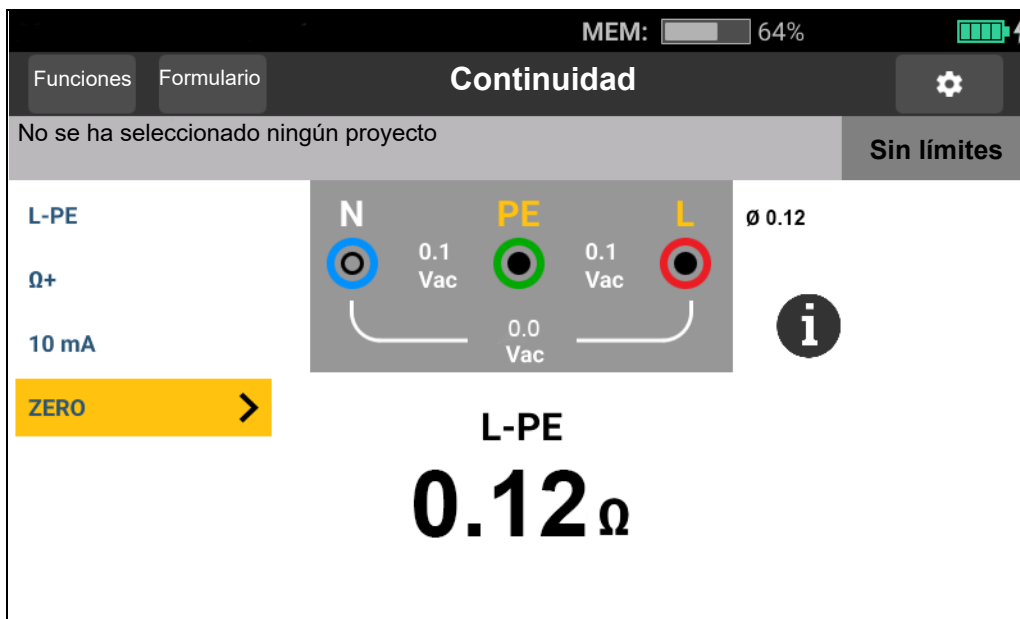 MEM: 64%
Funciones Formulario Continuidad
No se ha seleccionado ningún proyecto
Sin límites
L-PE
Ω+
10 mA
ZERO
N PE L
0.1 Vac
0.1 Vac
0.0 Vac
Ø 0.12
i
L-PE
0.12 Ω